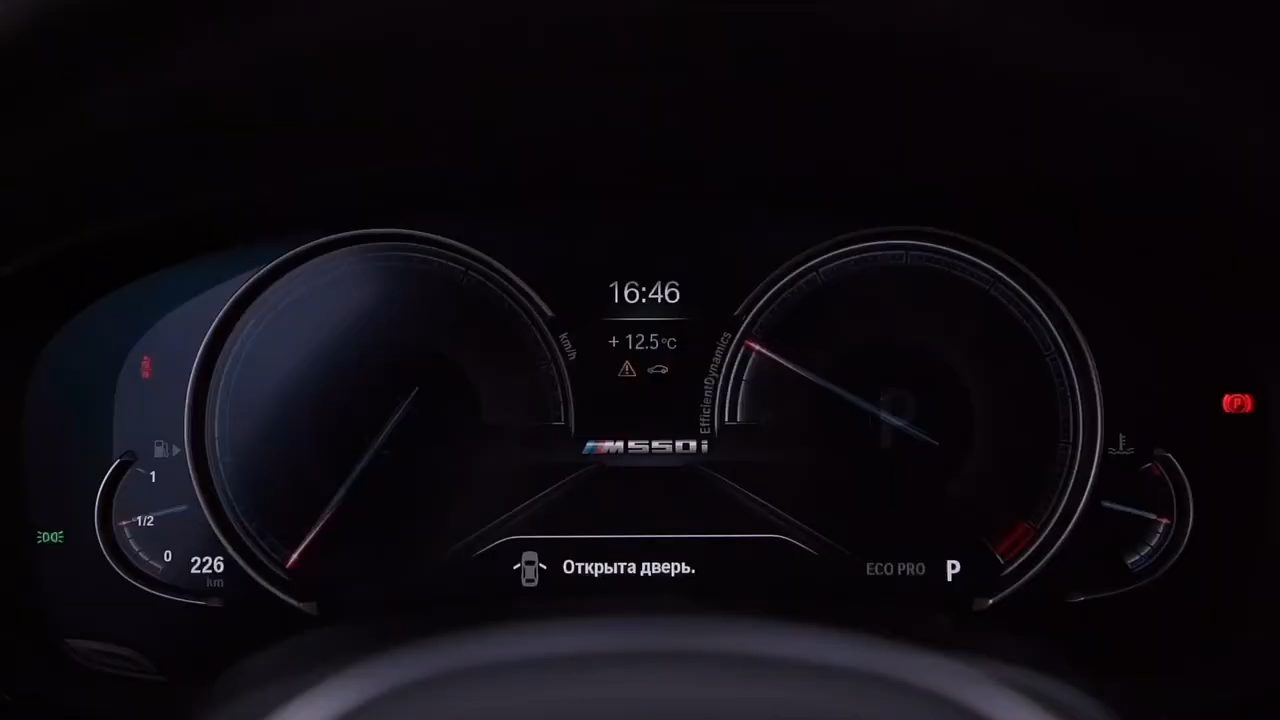 16:46
+ 12.5°C
km/h
EfficientDynamics
M550i
1
1/2
0
226
km
Открыта дверь.
ECO PRO
P
P
P